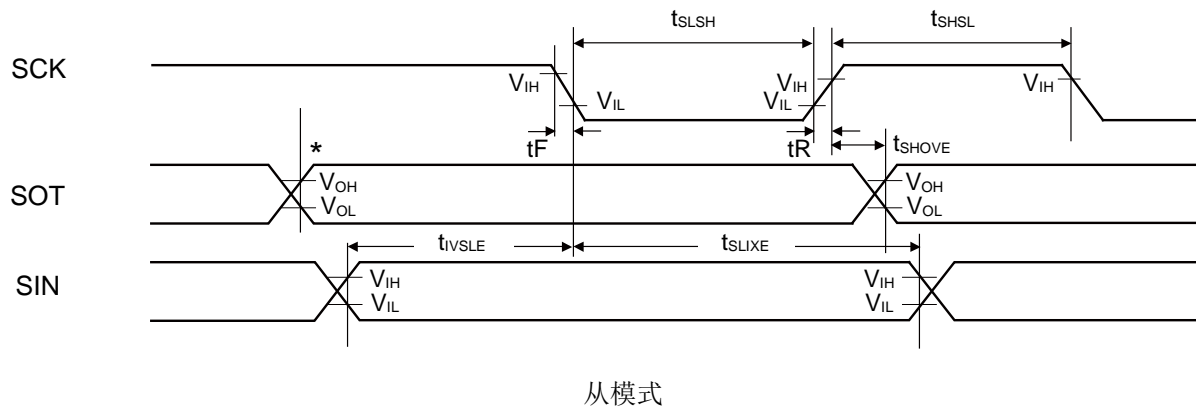 tSLSH tSHSL
SCK
VIH VIL VIH VIL VIH
tF tR tSHOVE
*
SOT
VOH VOL VOH VOL
tIVSLE tSLIXE
SIN
VIH VIL VIH VIL
从模式